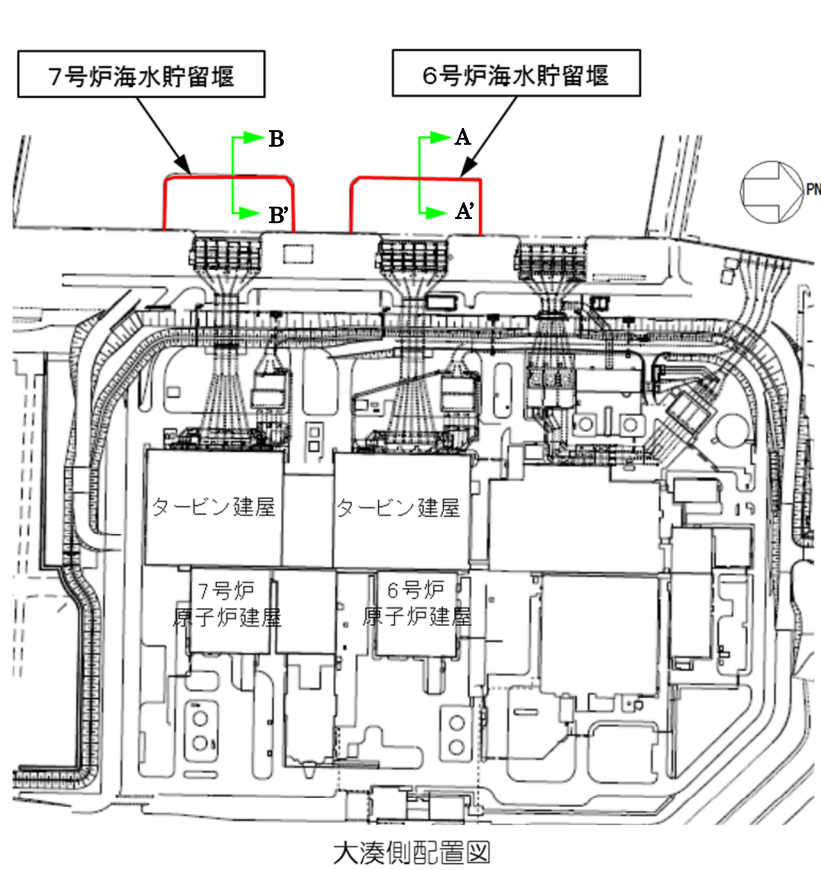 7号炉海水貯留堰
6号炉海水貯留堰
B
A
B'
A'
PN
タービン建屋
タービン建屋
7号炉
原子炉建屋
6号炉
原子炉建屋
大湊側配置図